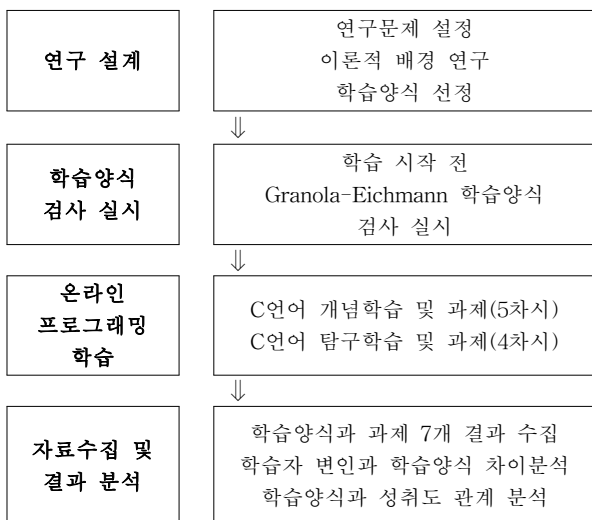 연구 설계
연구문제 설정
이론적 배경 연구
학습양식 선정
⇓
학습양식
검사 실시
학습 시작 전
Granola-Eichmann 학습양식
검사 실시
⇓
온라인
프로그래밍
학습
C언어 개념학습 및 과제(5차시)
C언어 탐구학습 및 과제(4차시)
⇓
자료수집 및
결과 분석
학습양식과 과제 7개 결과 수집
학습자 변인과 학습양식 차이분석
학습양식과 성취도 관계 분석